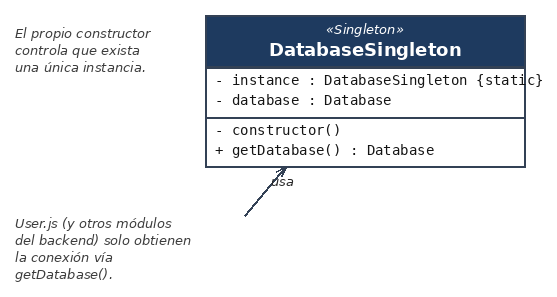 El propio constructor
controla que exista
una única instancia.
«Singleton»
DatabaseSingleton
- instance : DatabaseSingleton {static}
- database : Database
- constructor()
+ getDatabase() : Database
usa
User.js (y otros módulos
del backend) solo obtienen
la conexión vía
getDatabase().